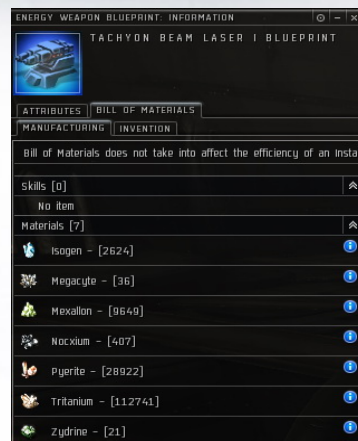 ENERGY WEAPON BLUEPRINT: INFORMATION
TACHYON BEAM LASER I BLUEPRINT
ATTRIBUTES BILL OF MATERIALS
MANUFACTURING INVENTION
Bill of Materials does not take into affect the efficiency of an Insta
Skills [0]
No item
Materials [7]
Isogen - [2624]
Megacyte - [36]
Mexallon - [9649]
Nocxium - [407]
Pyerite - [28922]
Tritanium - [112741]
Zydrine - [21]